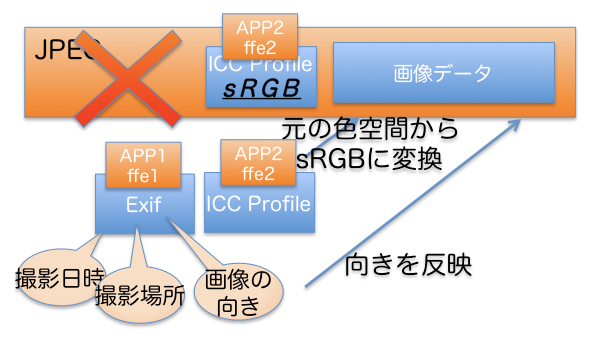 JPEG
APP2
ffe2
ICC Profile
sRGB
画像データ
元の色空間から
sRGBに変換
APP1
ffe1
Exif
APP2
ffe2
ICC Profile
撮影日時
撮影場所
画像の
向き
向きを反映